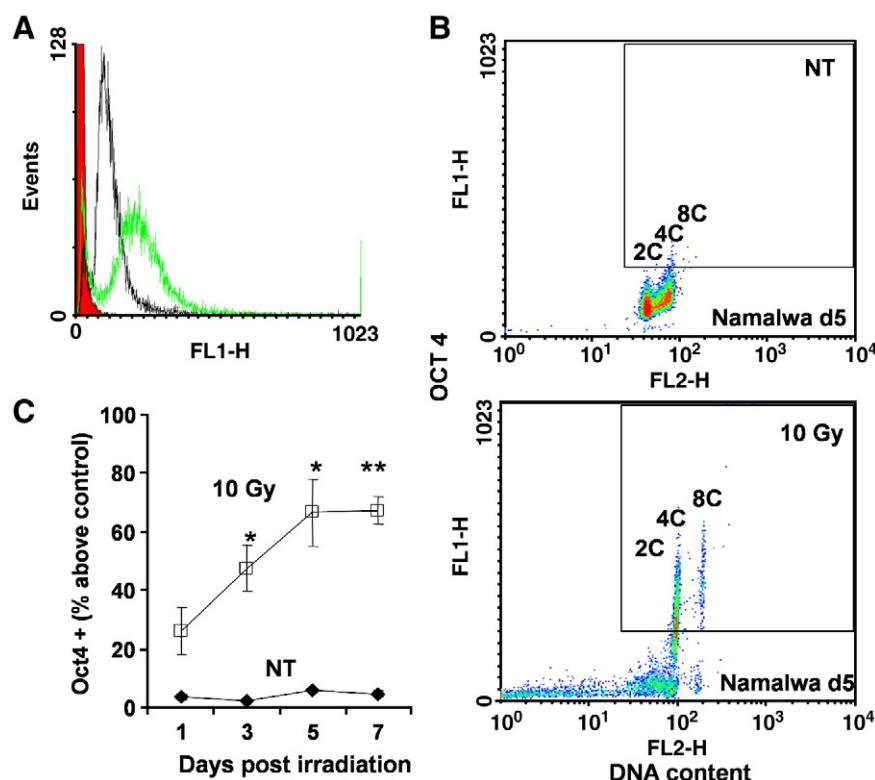 A
128
Events
0
0
1023
FL1-H
B
1023
NT
FL1-H
8C
4C
2C
0
Namalwa d5
10^0 10^1 10^2 10^3 10^4
FL2-H
OCT 4
1023
10 Gy
FL1-H
8C
4C
2C
0
Namalwa d5
10^0 10^1 10^2 10^3 10^4
FL2-H
DNA content
C
100
80
60
40
20
0
Oct4 + (% above control)
10 Gy
*
*
**
NT
1 3 5 7
Days post irradiation